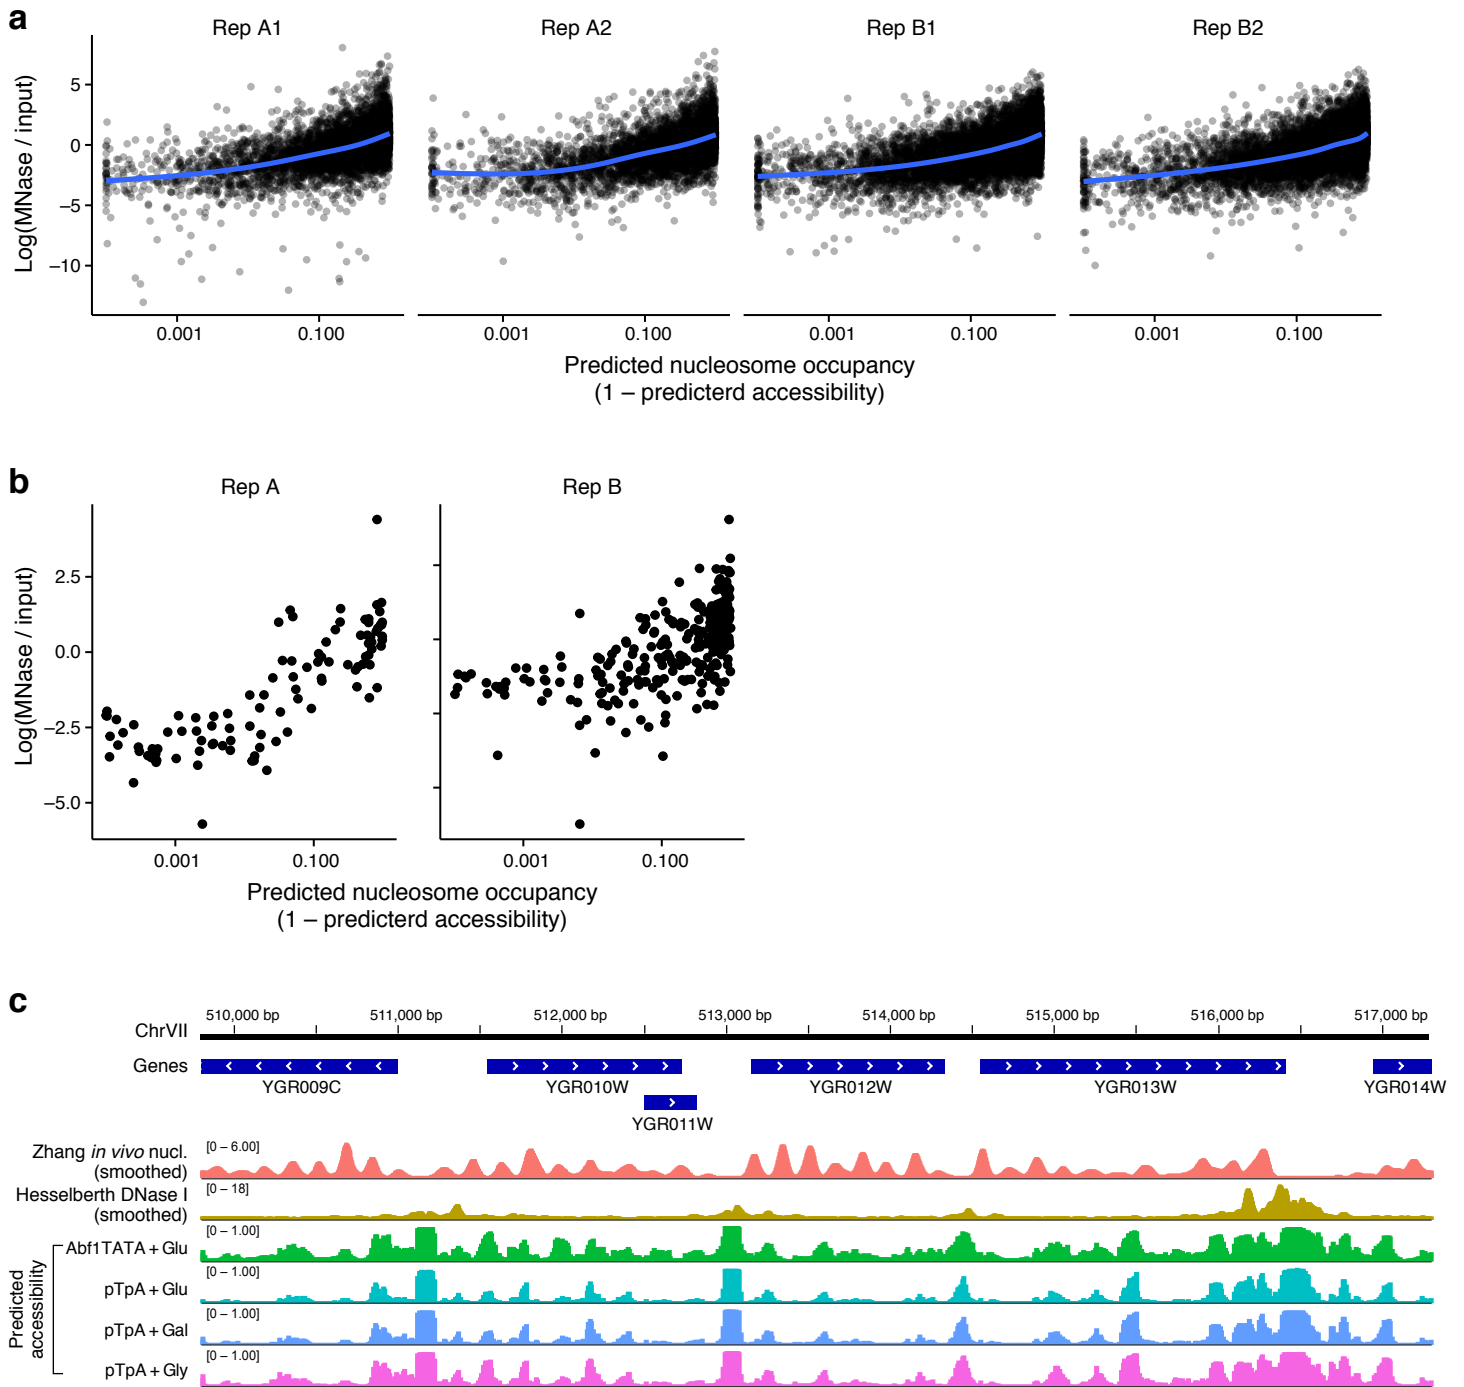 a
Rep A1
Rep A2
Rep B1
Rep B2
Log(MNase / input)
5
0
−5
−10
0.001
0.100
0.001
0.100
0.001
0.100
0.001
0.100
Predicted nucleosome occupancy
(1 – predicterd accessibility)
b
Rep A
Rep B
Log(MNase / input)
2.5
0.0
−2.5
−5.0
0.001
0.100
0.001
0.100
Predicted nucleosome occupancy
(1 – predicterd accessibility)
c
510,000 bp
511,000 bp
512,000 bp
513,000 bp
514,000 bp
515,000 bp
516,000 bp
517,000 bp
ChrVII
Genes
YGR009C
YGR010W
YGR012W
YGR013W
YGR014W
YGR011W
Zhang in vivo nucl.
(smoothed)
[0 – 6.00]
Hesselberth DNase I
(smoothed)
[0 – 18]
Predicted
accessibility
Abf1TATA + Glu
[0 – 1.00]
pTpA + Glu
[0 – 1.00]
pTpA + Gal
[0 – 1.00]
pTpA + Gly
[0 – 1.00]